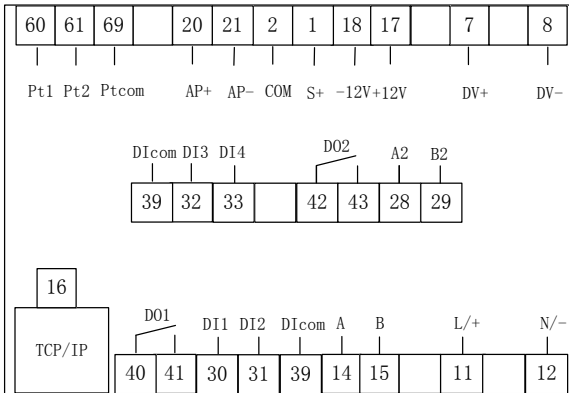 60 61 69 20 21 2 1 18 17 7 8
Pt1 Pt2 Ptcom AP+ AP- COM S+ -12V +12V DV+ DV-
DIcom DI3 DI4 DO2 A2 B2
39 32 33 42 43 28 29
16
TCP/IP
DO1 DI1 DI2 DIcom A B L/+ N/-
40 41 30 31 39 14 15 11 12